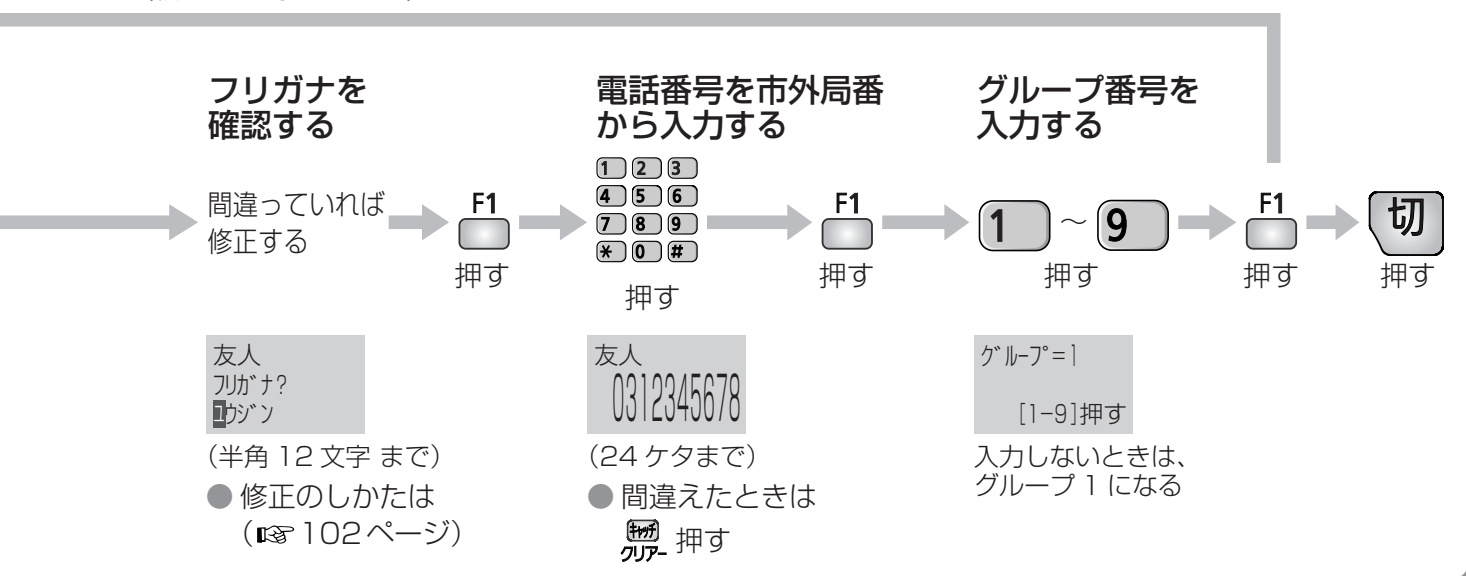 フリガナを
確認する
間違っていれば
修正する
F1
押す
友人
ﾌﾘｶﾞﾅ?
ﾕｳｼﾞﾝ
(半角 12 文字 まで)
● 修正のしかたは
(☞102ページ)
電話番号を市外局番
から入力する
1 2 3
4 5 6
7 8 9
* 0 #
押す
F1
押す
友人
0312345678
(24 ケタまで)
● 間違えたときは
ｷｬｯﾁ
クリアー 押す
グループ番号を
入力する
1 ～ 9
押す
F1
押す
切
押す
ｸﾞﾙｰﾌﾟ=1
[1-9]押す
入力しないときは、
グループ 1 になる